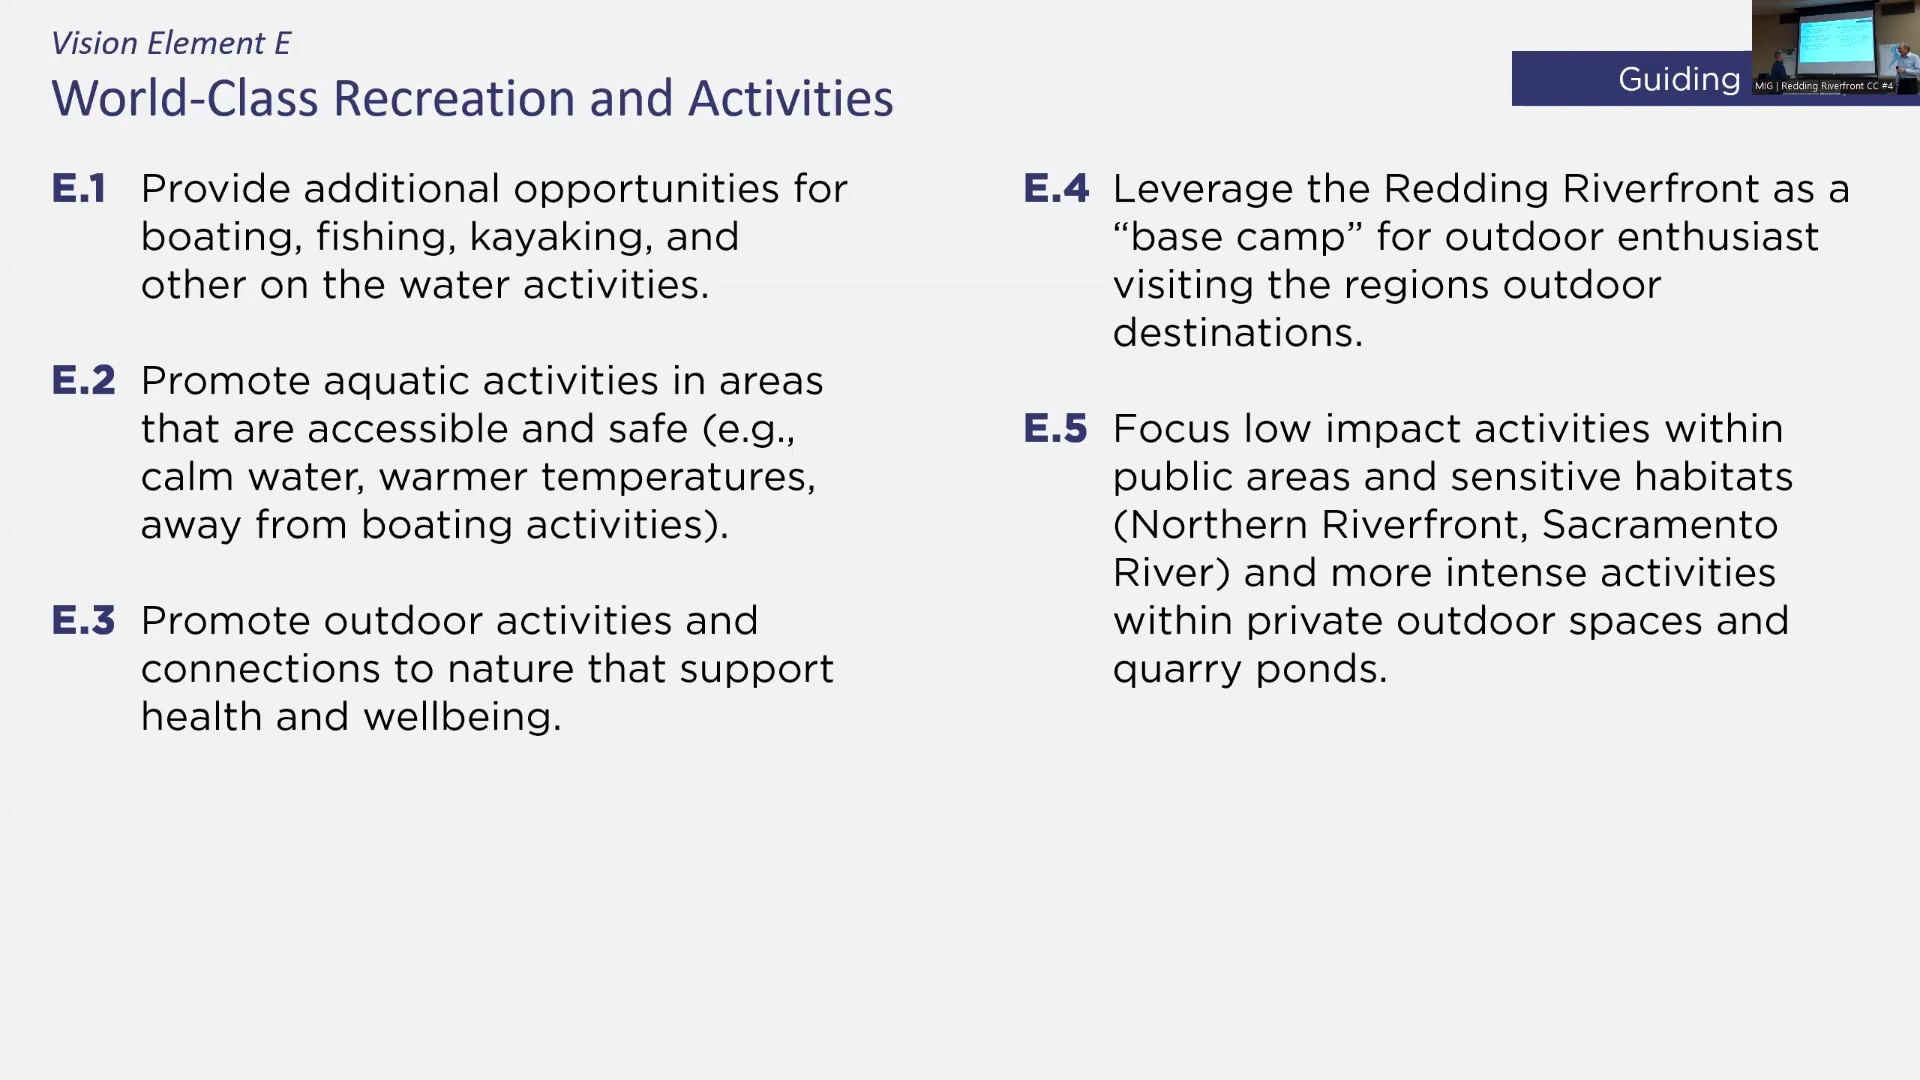 Vision Element E
World-Class Recreation and Activities
Guiding
MIG | Redding Riverfront CC #4
E.1 Provide additional opportunities for
boating, fishing, kayaking, and
other on the water activities.
E.2 Promote aquatic activities in areas
that are accessible and safe (e.g.,
calm water, warmer temperatures,
away from boating activities).
E.3 Promote outdoor activities and
connections to nature that support
health and wellbeing.
E.4 Leverage the Redding Riverfront as a
“base camp” for outdoor enthusiast
visiting the regions outdoor
destinations.
E.5 Focus low impact activities within
public areas and sensitive habitats
(Northern Riverfront, Sacramento
River) and more intense activities
within private outdoor spaces and
quarry ponds.